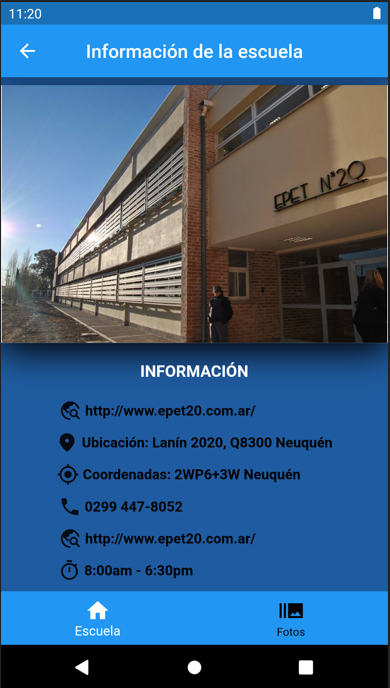 11:20
Información de la escuela
EPET N°20
INFORMACIÓN
http://www.epet20.com.ar/
Ubicación: Lanín 2020, Q8300 Neuquén
Coordenadas: 2WP6+3W Neuquén
0299 447-8052
http://www.epet20.com.ar/
8:00am - 6:30pm
Escuela
Fotos